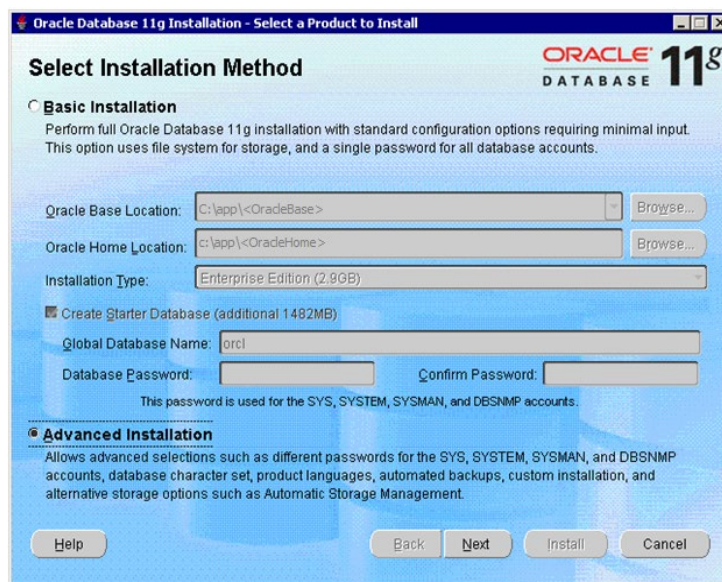 Oracle Database 11g Installation - Select a Product to Install
Select Installation Method
ORACLE
DATABASE
11g
Basic Installation
Perform full Oracle Database 11g installation with standard configuration options requiring minimal input.
This option uses file system for storage, and a single password for all database accounts.
Oracle Base Location: C:\app\<OracleBase> Browse...
Oracle Home Location: c:\app\<OracleHome> Browse...
Installation Type: Enterprise Edition (2.9GB)
Create Starter Database (additional 1482MB)
Global Database Name: orcl
Database Password: Confirm Password:
This password is used for the SYS, SYSTEM, SYSMAN, and DBSNMP accounts.
Advanced Installation
Allows advanced selections such as different passwords for the SYS, SYSTEM, SYSMAN, and DBSNMP
accounts, database character set, product languages, automated backups, custom installation, and
alternative storage options such as Automatic Storage Management.
Help Back Next Install Cancel